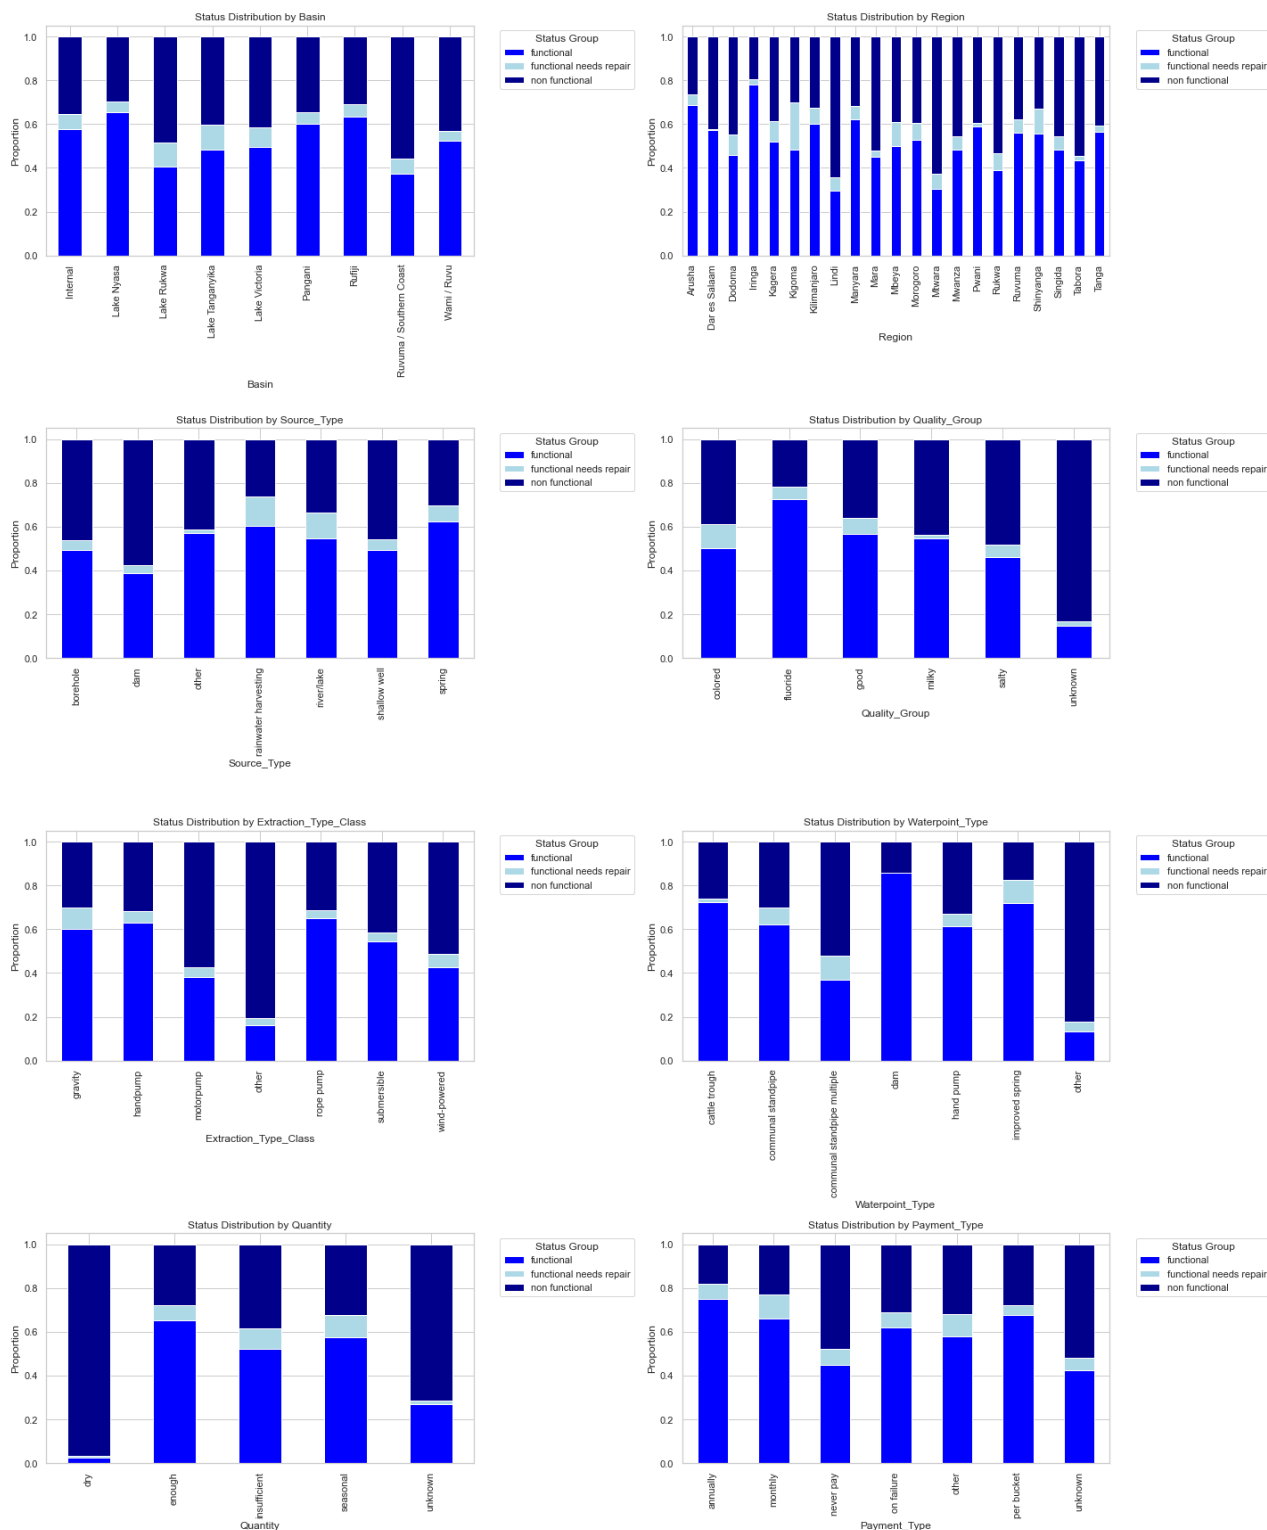 Status Distribution by Basin
Proportion
1.0
0.8
0.6
0.4
0.2
0.0
Internal
Lake Nyasa
Lake Rukwa
Lake Tanganyika
Lake Victoria
Pangani
Rufiji
Ruvuma / Southern Coast
Wami / Ruvu
Basin
Status Group
functional
functional needs repair
non functional
Status Distribution by Region
Proportion
1.0
0.8
0.6
0.4
0.2
0.0
Arusha
Dar es Salaam
Dodoma
Iringa
Kagera
Kigoma
Kilimanjaro
Lindi
Manyara
Mara
Mbeya
Morogoro
Mtwara
Mwanza
Pwani
Rukwa
Ruvuma
Shinyanga
Singida
Tabora
Tanga
Region
Status Group
functional
functional needs repair
non functional
Status Distribution by Source_Type
Proportion
1.0
0.8
0.6
0.4
0.2
0.0
borehole
dam
other
rainwater harvesting
river/lake
shallow well
spring
Source_Type
Status Group
functional
functional needs repair
non functional
Status Distribution by Quality_Group
Proportion
1.0
0.8
0.6
0.4
0.2
0.0
colored
fluoride
good
milky
salty
unknown
Quality_Group
Status Group
functional
functional needs repair
non functional
Status Distribution by Extraction_Type_Class
Proportion
1.0
0.8
0.6
0.4
0.2
0.0
gravity
handpump
motorpump
other
rope pump
submersible
wind-powered
Extraction_Type_Class
Status Group
functional
functional needs repair
non functional
Status Distribution by Waterpoint_Type
Proportion
1.0
0.8
0.6
0.4
0.2
0.0
cattle trough
communal standpipe
communal standpipe multiple
dam
hand pump
improved spring
other
Waterpoint_Type
Status Group
functional
functional needs repair
non functional
Status Distribution by Quantity
Proportion
1.0
0.8
0.6
0.4
0.2
0.0
dry
enough
insufficient
seasonal
unknown
Quantity
Status Group
functional
functional needs repair
non functional
Status Distribution by Payment_Type
Proportion
1.0
0.8
0.6
0.4
0.2
0.0
annually
monthly
never pay
on failure
other
per bucket
unknown
Payment_Type
Status Group
functional
functional needs repair
non functional